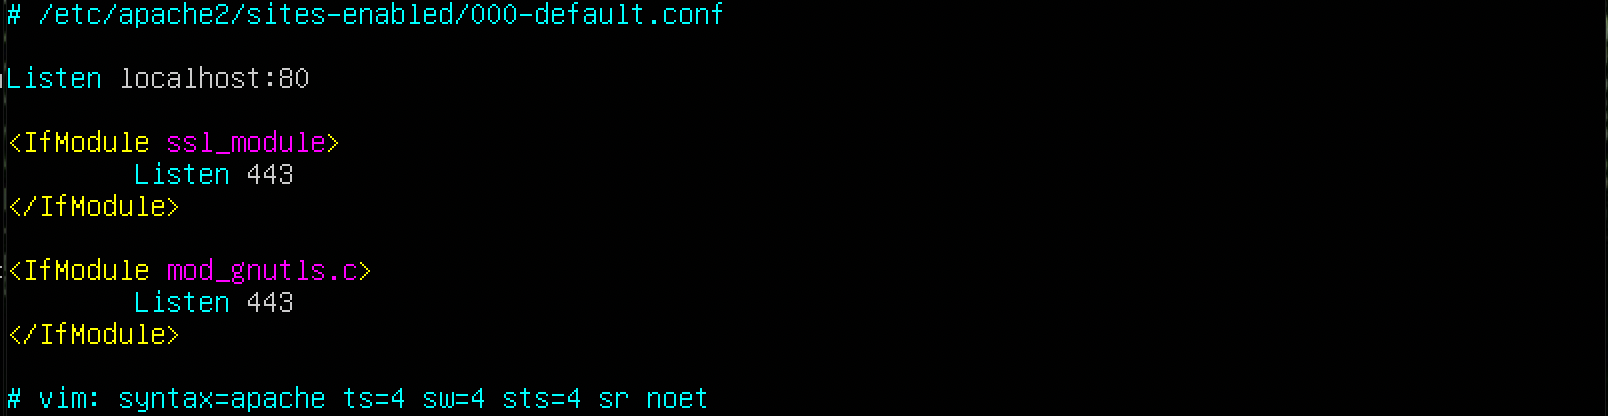 # /etc/apache2/sites-enabled/000-default.conf
Listen localhost:80
<IfModule ssl_module>
Listen 443
</IfModule>
<IfModule mod_gnutls.c>
Listen 443
</IfModule>
# vim: syntax=apache ts=4 sw=4 sts=4 sr noet